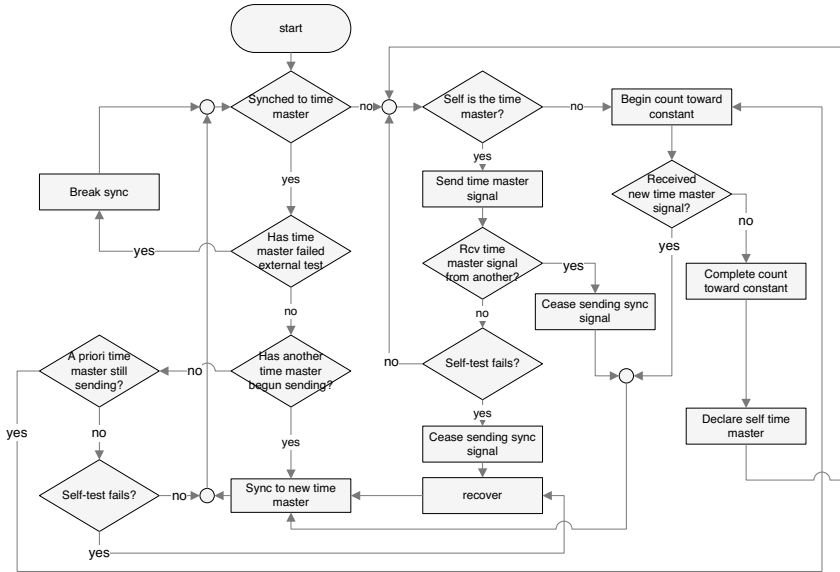 start
Synched to time
master
no
Self is the time
master?
no
Begin count toward
constant
yes
yes
Send time master
signal
Received
new time master
signal?
no
yes
Break sync
yes
Has time
master failed
external test
no
Rcv time
master signal
from another?
yes
no
Cease sending sync
signal
Complete count
toward constant
A priori time
master still
sending?
no
Has another
time master
begun sending?
no
Self-test fails?
yes
no
yes
yes
Cease sending sync
signal
Declare self time
master
Self-test fails?
no
Sync to new time
master
recover
yes